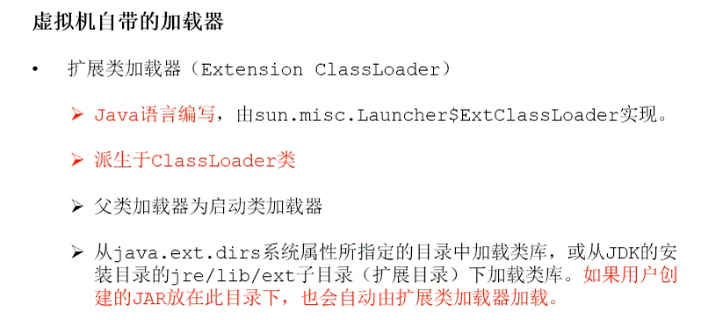 虚拟机自带的加载器
• 扩展类加载器（Extension ClassLoader）
➢ Java语言编写，由sun.misc.Launcher$ExtClassLoader实现。
➢ 派生于ClassLoader类
➢ 父类加载器为启动类加载器
➢ 从java.ext.dirs系统属性所指定的目录中加载类库，或从JDK的安
装目录的jre/lib/ext子目录（扩展目录）下加载类库。如果用户创
建的JAR放在此目录下，也会自动由扩展类加载器加载。